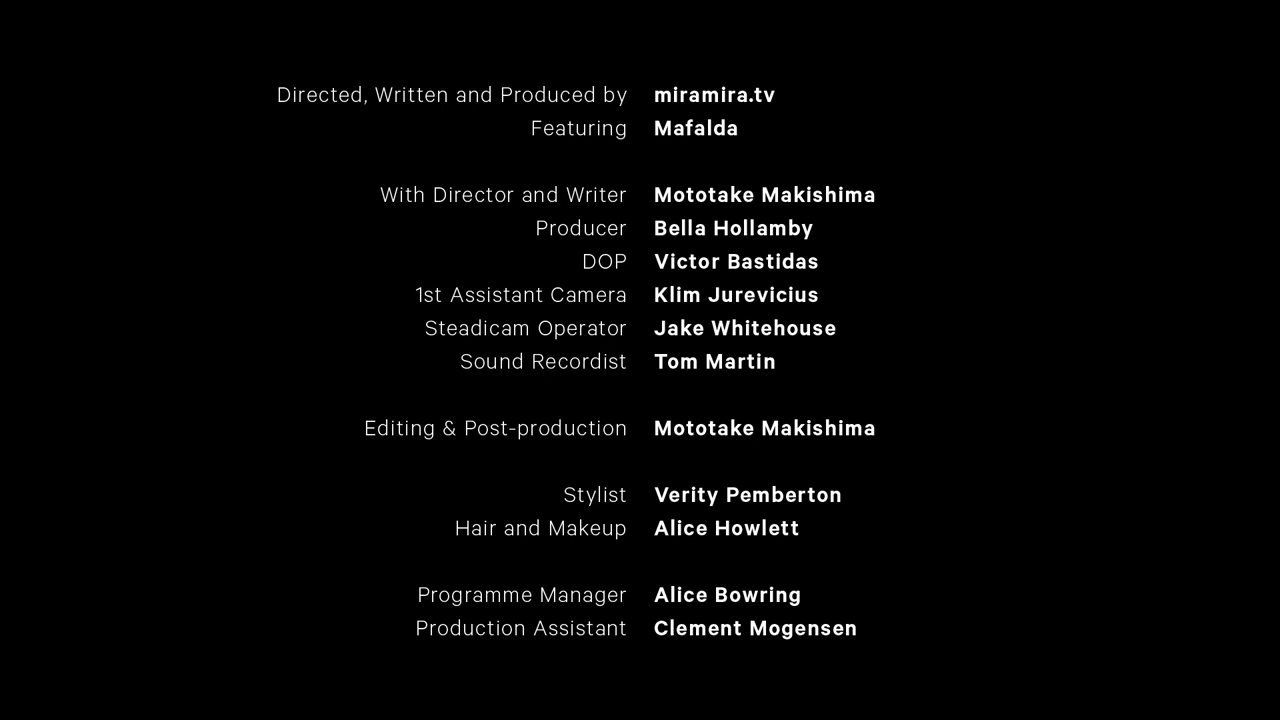 Directed, Written and Produced by miramira.tv
Featuring Mafalda
With Director and Writer Mototake Makishima
Producer Bella Hollamby
DOP Victor Bastidas
1st Assistant Camera Klim Jurevicius
Steadicam Operator Jake Whitehouse
Sound Recordist Tom Martin
Editing & Post-production Mototake Makishima
Stylist Verity Pemberton
Hair and Makeup Alice Howlett
Programme Manager Alice Bowring
Production Assistant Clement Mogensen